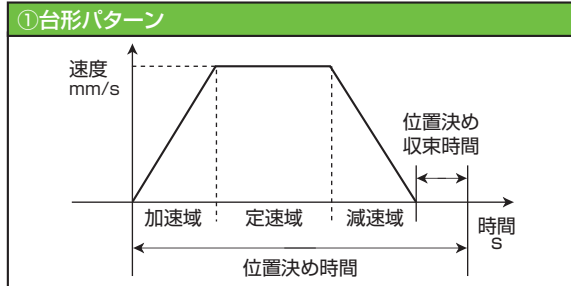 ①台形パターン
速度
mm/s
位置決め
収束時間
加速域
定速域
減速域
時間
s
位置決め時間